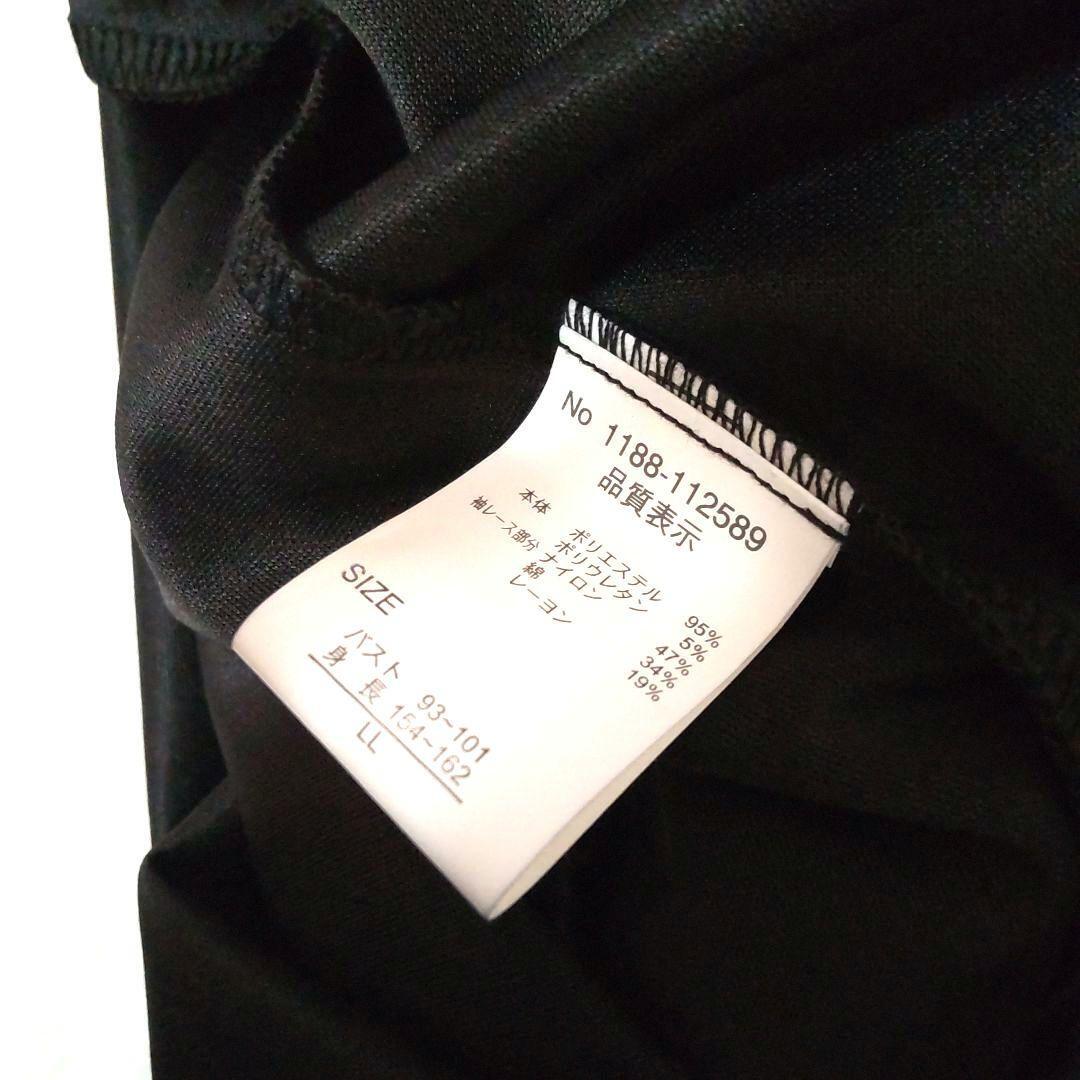 No 1188-112589
品質表示
本体 ポリエステル 95%
ポリウレタン 5%
袖レース部分 ナイロン 47%
綿 34%
レーヨン 19%
SIZE
バスト 93~101
身長 154~162
LL